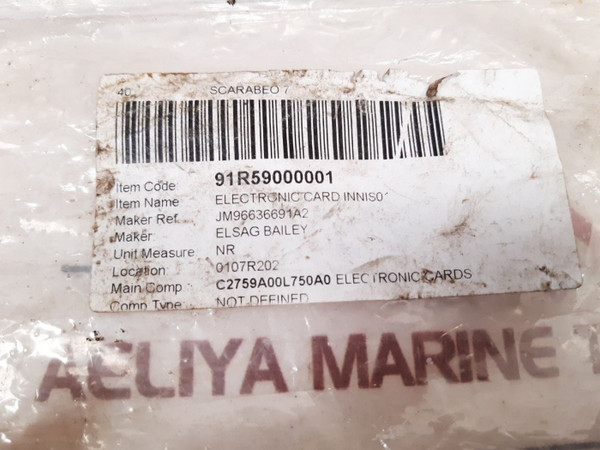 40 SCARABEO 7
Item Code 91R59000001
Item Name ELECTRONIC CARD INNIS01
Maker Ref. JM96636691A2
Maker ELSAG BAILEY
Unit Measure NR
Location 0107R202
Main Comp C2759A00L750A0 ELECTRONIC CARDS
Comp Type NOT DEFINED
AELIYA MARINE T